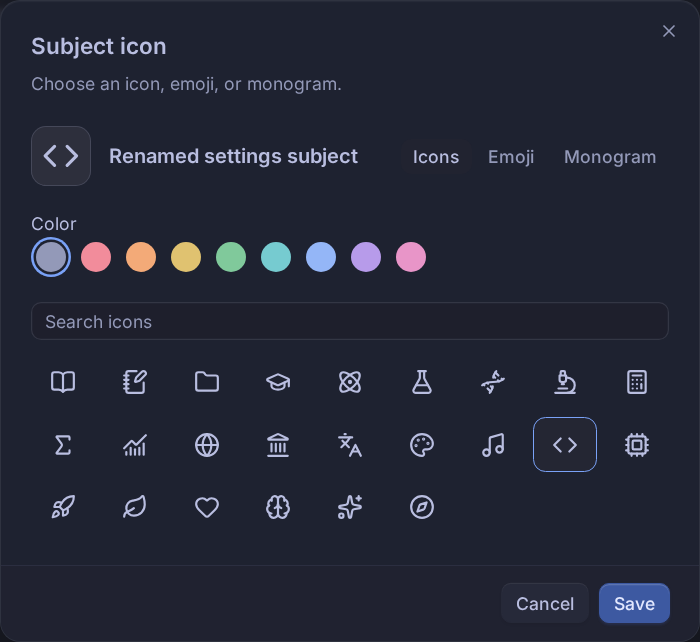 Subject icon
Choose an icon, emoji, or monogram.
Renamed settings subject
Icons Emoji Monogram
Color
Search icons
Cancel Save